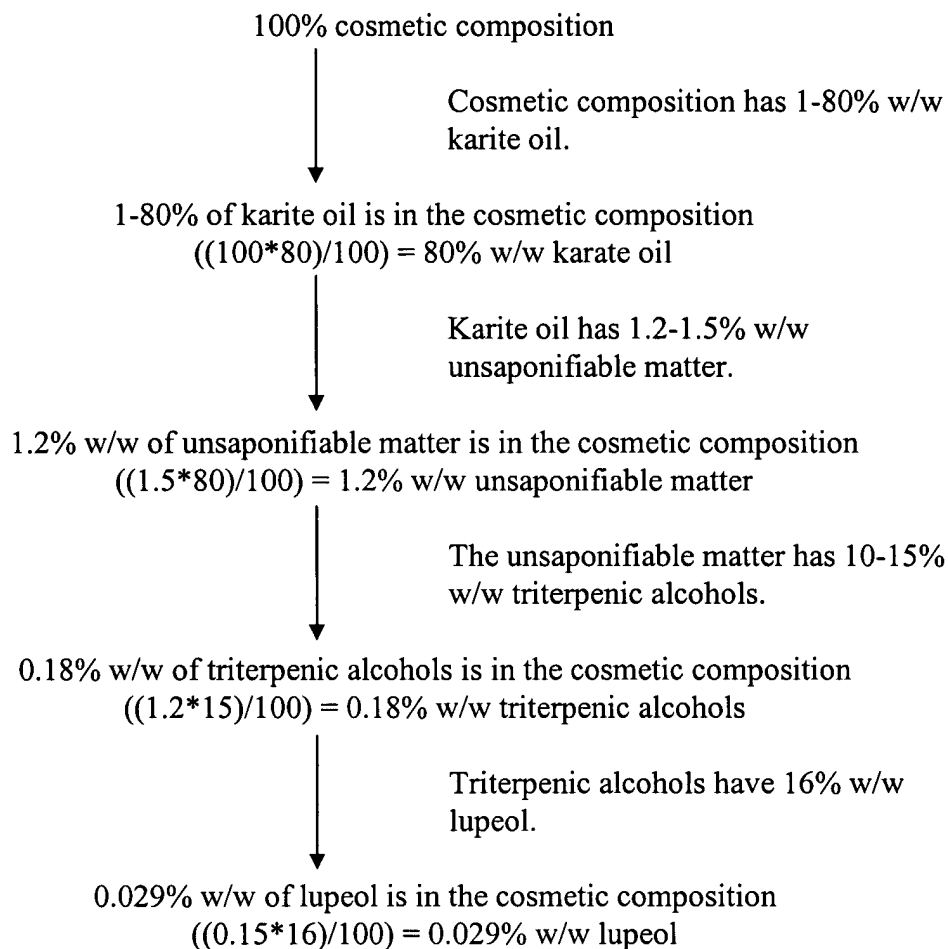 100% cosmetic composition
Cosmetic composition has 1-80% w/w
karite oil.
1-80% of karite oil is in the cosmetic composition
((100*80)/100) = 80% w/w karate oil
Karite oil has 1.2-1.5% w/w
unsaponifiable matter.
1.2% w/w of unsaponifiable matter is in the cosmetic composition
((1.5*80)/100) = 1.2% w/w unsaponifiable matter
The unsaponifiable matter has 10-15%
w/w triterpenic alcohols.
0.18% w/w of triterpenic alcohols is in the cosmetic composition
((1.2*15)/100) = 0.18% w/w triterpenic alcohols
Triterpenic alcohols have 16% w/w
lupeol.
0.029% w/w of lupeol is in the cosmetic composition
((0.15*16)/100) = 0.029% w/w lupeol